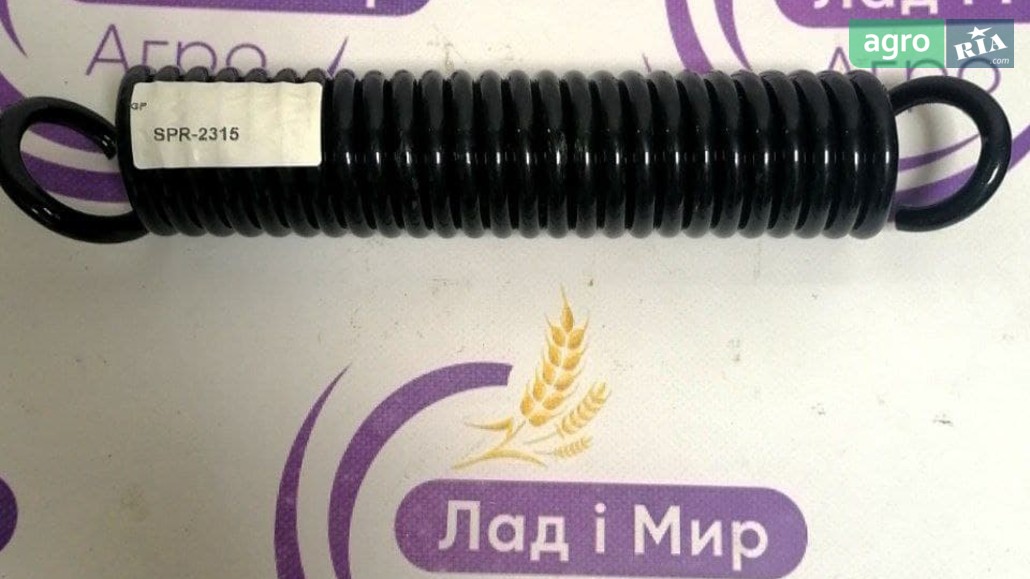 agro
RIA
.com
Агро
GP
SPR-2315
Лад і Мир